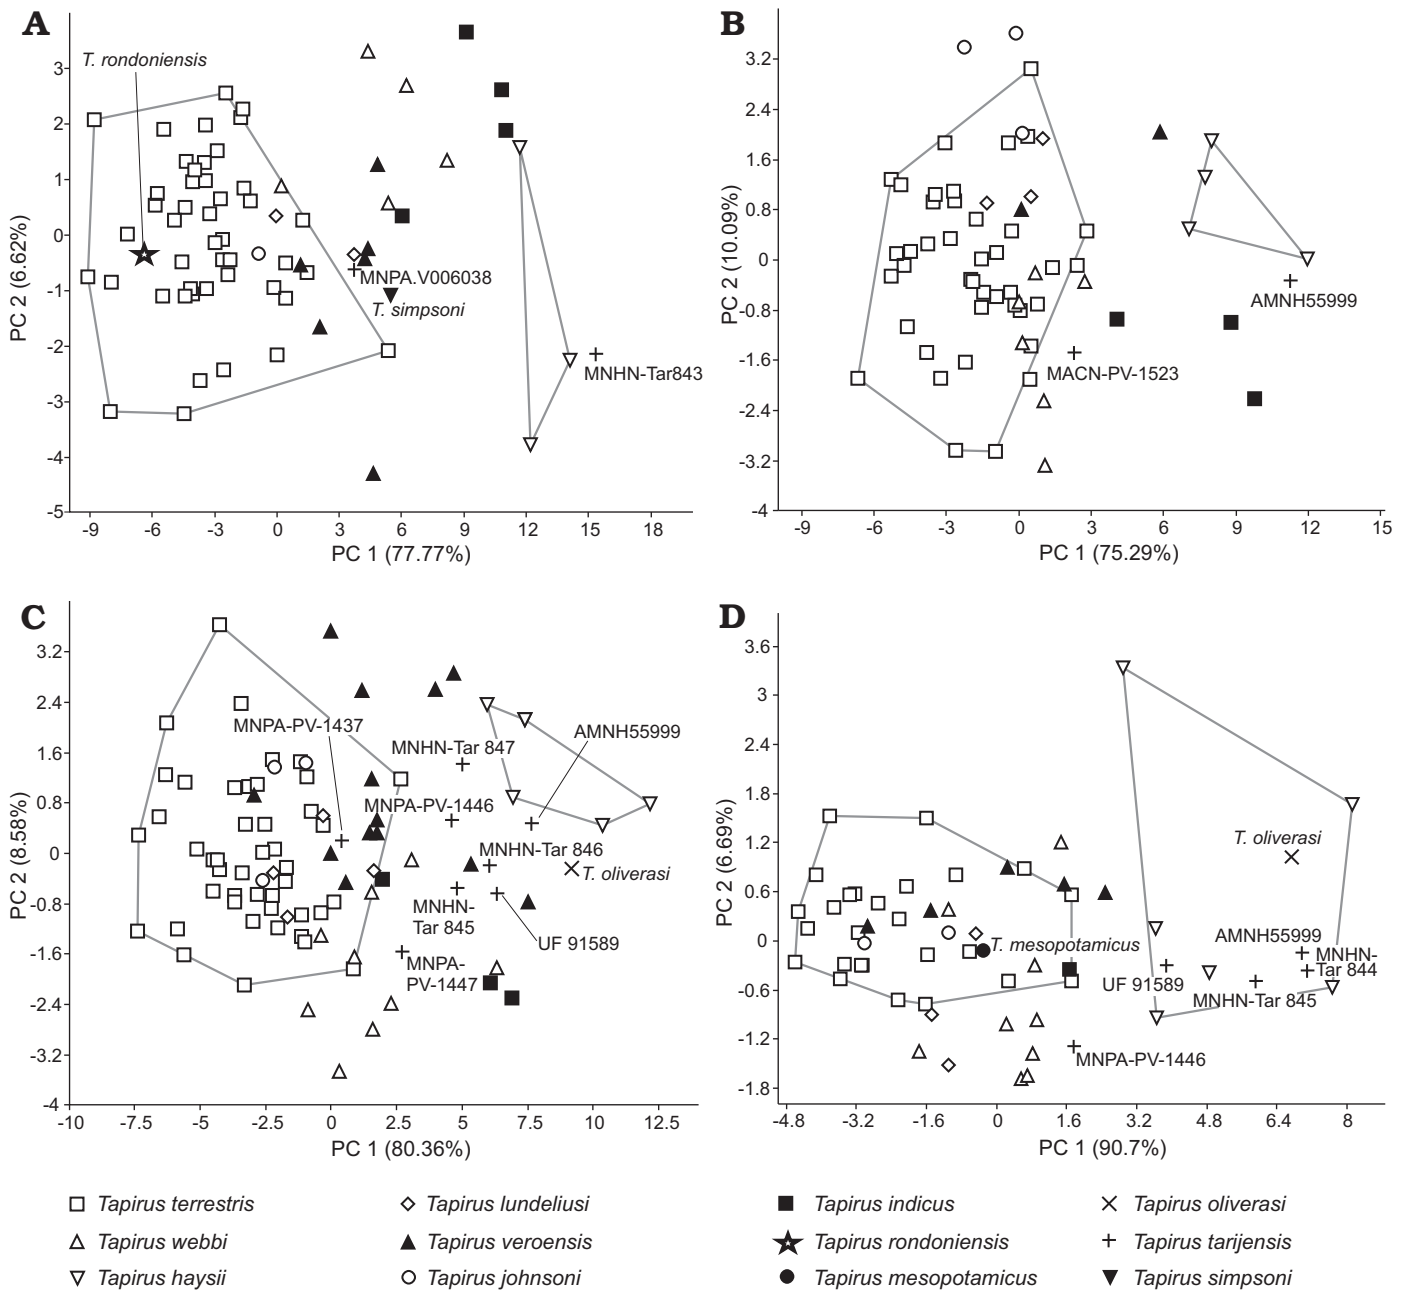 A
T. rondoniensis
3
2
1
0
-1
-2
-3
-4
-5
PC 2 (6.62%)
MNPA.V006038
T. simpsoni
MNHN-Tar843
-9
-6
-3
0
3
6
9
12
15
18
PC 1 (77.77%)
B
3.2
2.4
1.6
0.8
0
-0.8
-1.6
-2.4
-3.2
-4
PC 2 (10.09%)
AMNH55999
MACN-PV-1523
-9
-6
-3
0
3
6
9
12
15
PC 1 (75.29%)
C
3.2
2.4
1.6
0.8
0
-0.8
-1.6
-2.4
-3.2
-4
PC 2 (8.58%)
MNPA-PV-1437
MNHN-Tar 847
AMNH55999
MNPA-PV-1446
MNHN-Tar 846
T. oliverasi
MNHN-
Tar 845
UF 91589
MNPA-
PV-1447
-10
-7.5
-5
-2.5
0
2.5
5
7.5
10
12.5
PC 1 (80.36%)
D
3.6
3
2.4
1.8
1.2
0.6
0
-0.6
-1.2
-1.8
PC 2 (6.69%)
T. oliverasi
T. mesopotamicus
AMNH55999
MNHN-
Tar 844
UF 91589
MNHN-Tar 845
MNPA-PV-1446
-4.8
-3.2
-1.6
0
1.6
3.2
4.8
6.4
8
PC 1 (90.7%)
Tapirus terrestris
Tapirus lundeliusi
Tapirus indicus
Tapirus oliverasi
Tapirus webbi
Tapirus veroensis
Tapirus rondoniensis
Tapirus tarijensis
Tapirus haysii
Tapirus johnsoni
Tapirus mesopotamicus
Tapirus simpsoni